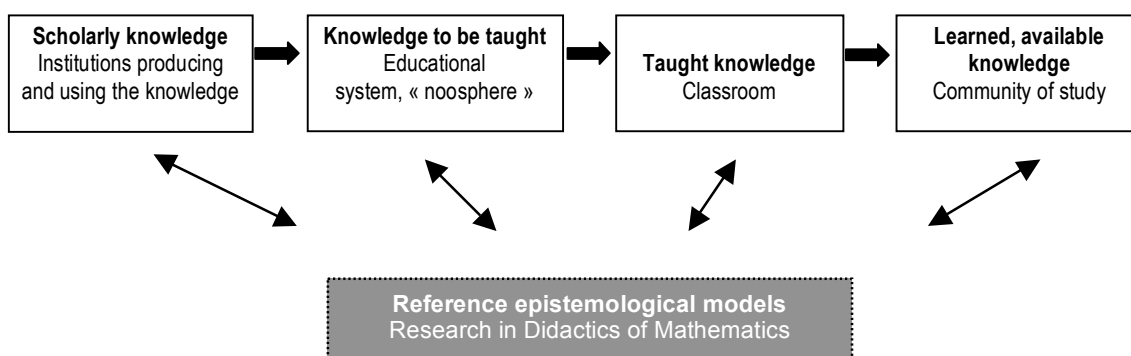 Scholarly knowledge
Institutions producing
and using the knowledge
Knowledge to be taught
Educational
system, « noosphere »
Taught knowledge
Classroom
Learned, available
knowledge
Community of study
Reference epistemological models
Research in Didactics of Mathematics